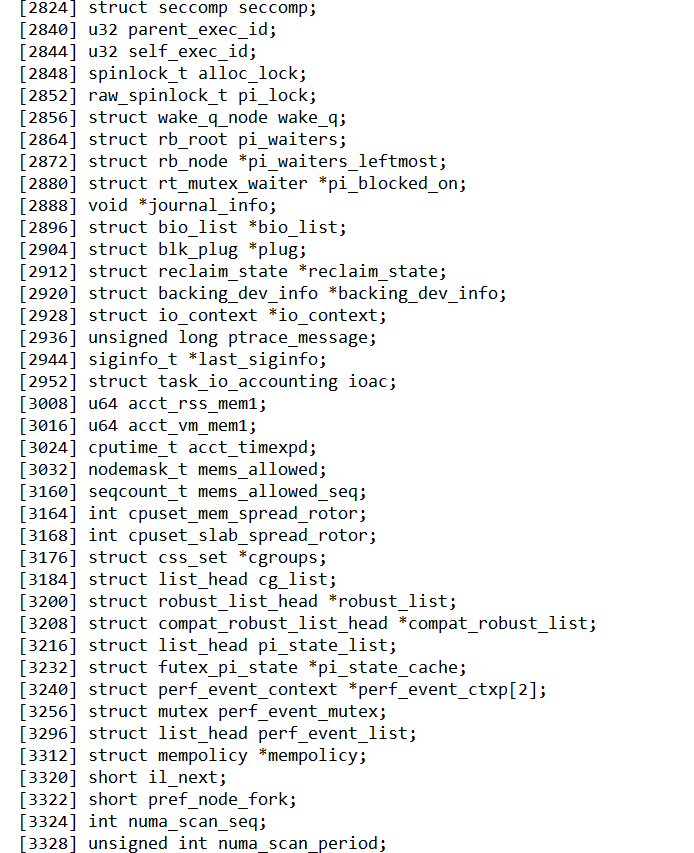 [2824] struct seccomp seccomp;
[2840] u32 parent_exec_id;
[2844] u32 self_exec_id;
[2848] spinlock_t alloc_lock;
[2852] raw_spinlock_t pi_lock;
[2856] struct wake_q_node wake_q;
[2864] struct rb_root pi_waiters;
[2872] struct rb_node *pi_waiters_leftmost;
[2880] struct rt_mutex_waiter *pi_blocked_on;
[2888] void *journal_info;
[2896] struct bio_list *bio_list;
[2904] struct blk_plug *plug;
[2912] struct reclaim_state *reclaim_state;
[2920] struct backing_dev_info *backing_dev_info;
[2928] struct io_context *io_context;
[2936] unsigned long ptrace_message;
[2944] siginfo_t *last_siginfo;
[2952] struct task_io_accounting ioac;
[3008] u64 acct_rss_mem1;
[3016] u64 acct_vm_mem1;
[3024] cputime_t acct_timexpd;
[3032] nodemask_t mems_allowed;
[3160] seqcount_t mems_allowed_seq;
[3164] int cpuset_mem_spread_rotor;
[3168] int cpuset_slab_spread_rotor;
[3176] struct css_set *cgroups;
[3184] struct list_head cg_list;
[3200] struct robust_list_head *robust_list;
[3208] struct compat_robust_list_head *compat_robust_list;
[3216] struct list_head pi_state_list;
[3232] struct futex_pi_state *pi_state_cache;
[3240] struct perf_event_context *perf_event_ctxp[2];
[3256] struct mutex perf_event_mutex;
[3296] struct list_head perf_event_list;
[3312] struct mempolicy *mempolicy;
[3320] short il_next;
[3322] short pref_node_fork;
[3324] int numa_scan_seq;
[3328] unsigned int numa_scan_period;